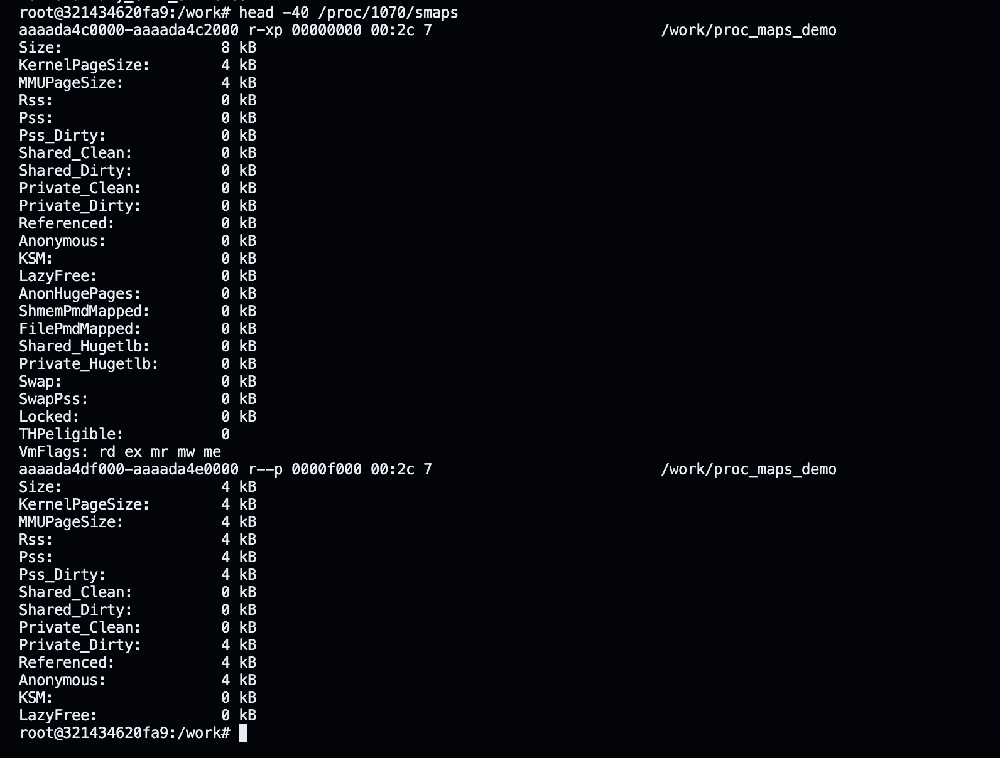 root@321434620fa9:/work# head -40 /proc/1070/smaps
aaaada4c0000-aaaada4c2000 r-xp 00000000 00:2c 7                          /work/proc_maps_demo
Size:                  8 kB
KernelPageSize:        4 kB
MMUPageSize:           4 kB
Rss:                   0 kB
Pss:                   0 kB
Pss_Dirty:             0 kB
Shared_Clean:          0 kB
Shared_Dirty:          0 kB
Private_Clean:         0 kB
Private_Dirty:         0 kB
Referenced:            0 kB
Anonymous:             0 kB
KSM:                   0 kB
LazyFree:              0 kB
AnonHugePages:         0 kB
ShmemPmdMapped:        0 kB
FilePmdMapped:         0 kB
Shared_Hugetlb:        0 kB
Private_Hugetlb:       0 kB
Swap:                  0 kB
SwapPss:               0 kB
Locked:                0 kB
THPeligible:           0
VmFlags: rd ex mr mw me
aaaada4df000-aaaada4e0000 r--p 0000f000 00:2c 7                          /work/proc_maps_demo
Size:                  4 kB
KernelPageSize:        4 kB
MMUPageSize:           4 kB
Rss:                   4 kB
Pss:                   4 kB
Pss_Dirty:             4 kB
Shared_Clean:          0 kB
Shared_Dirty:          0 kB
Private_Clean:         0 kB
Private_Dirty:         4 kB
Referenced:            4 kB
Anonymous:             4 kB
KSM:                   0 kB
LazyFree:              0 kB
root@321434620fa9:/work#